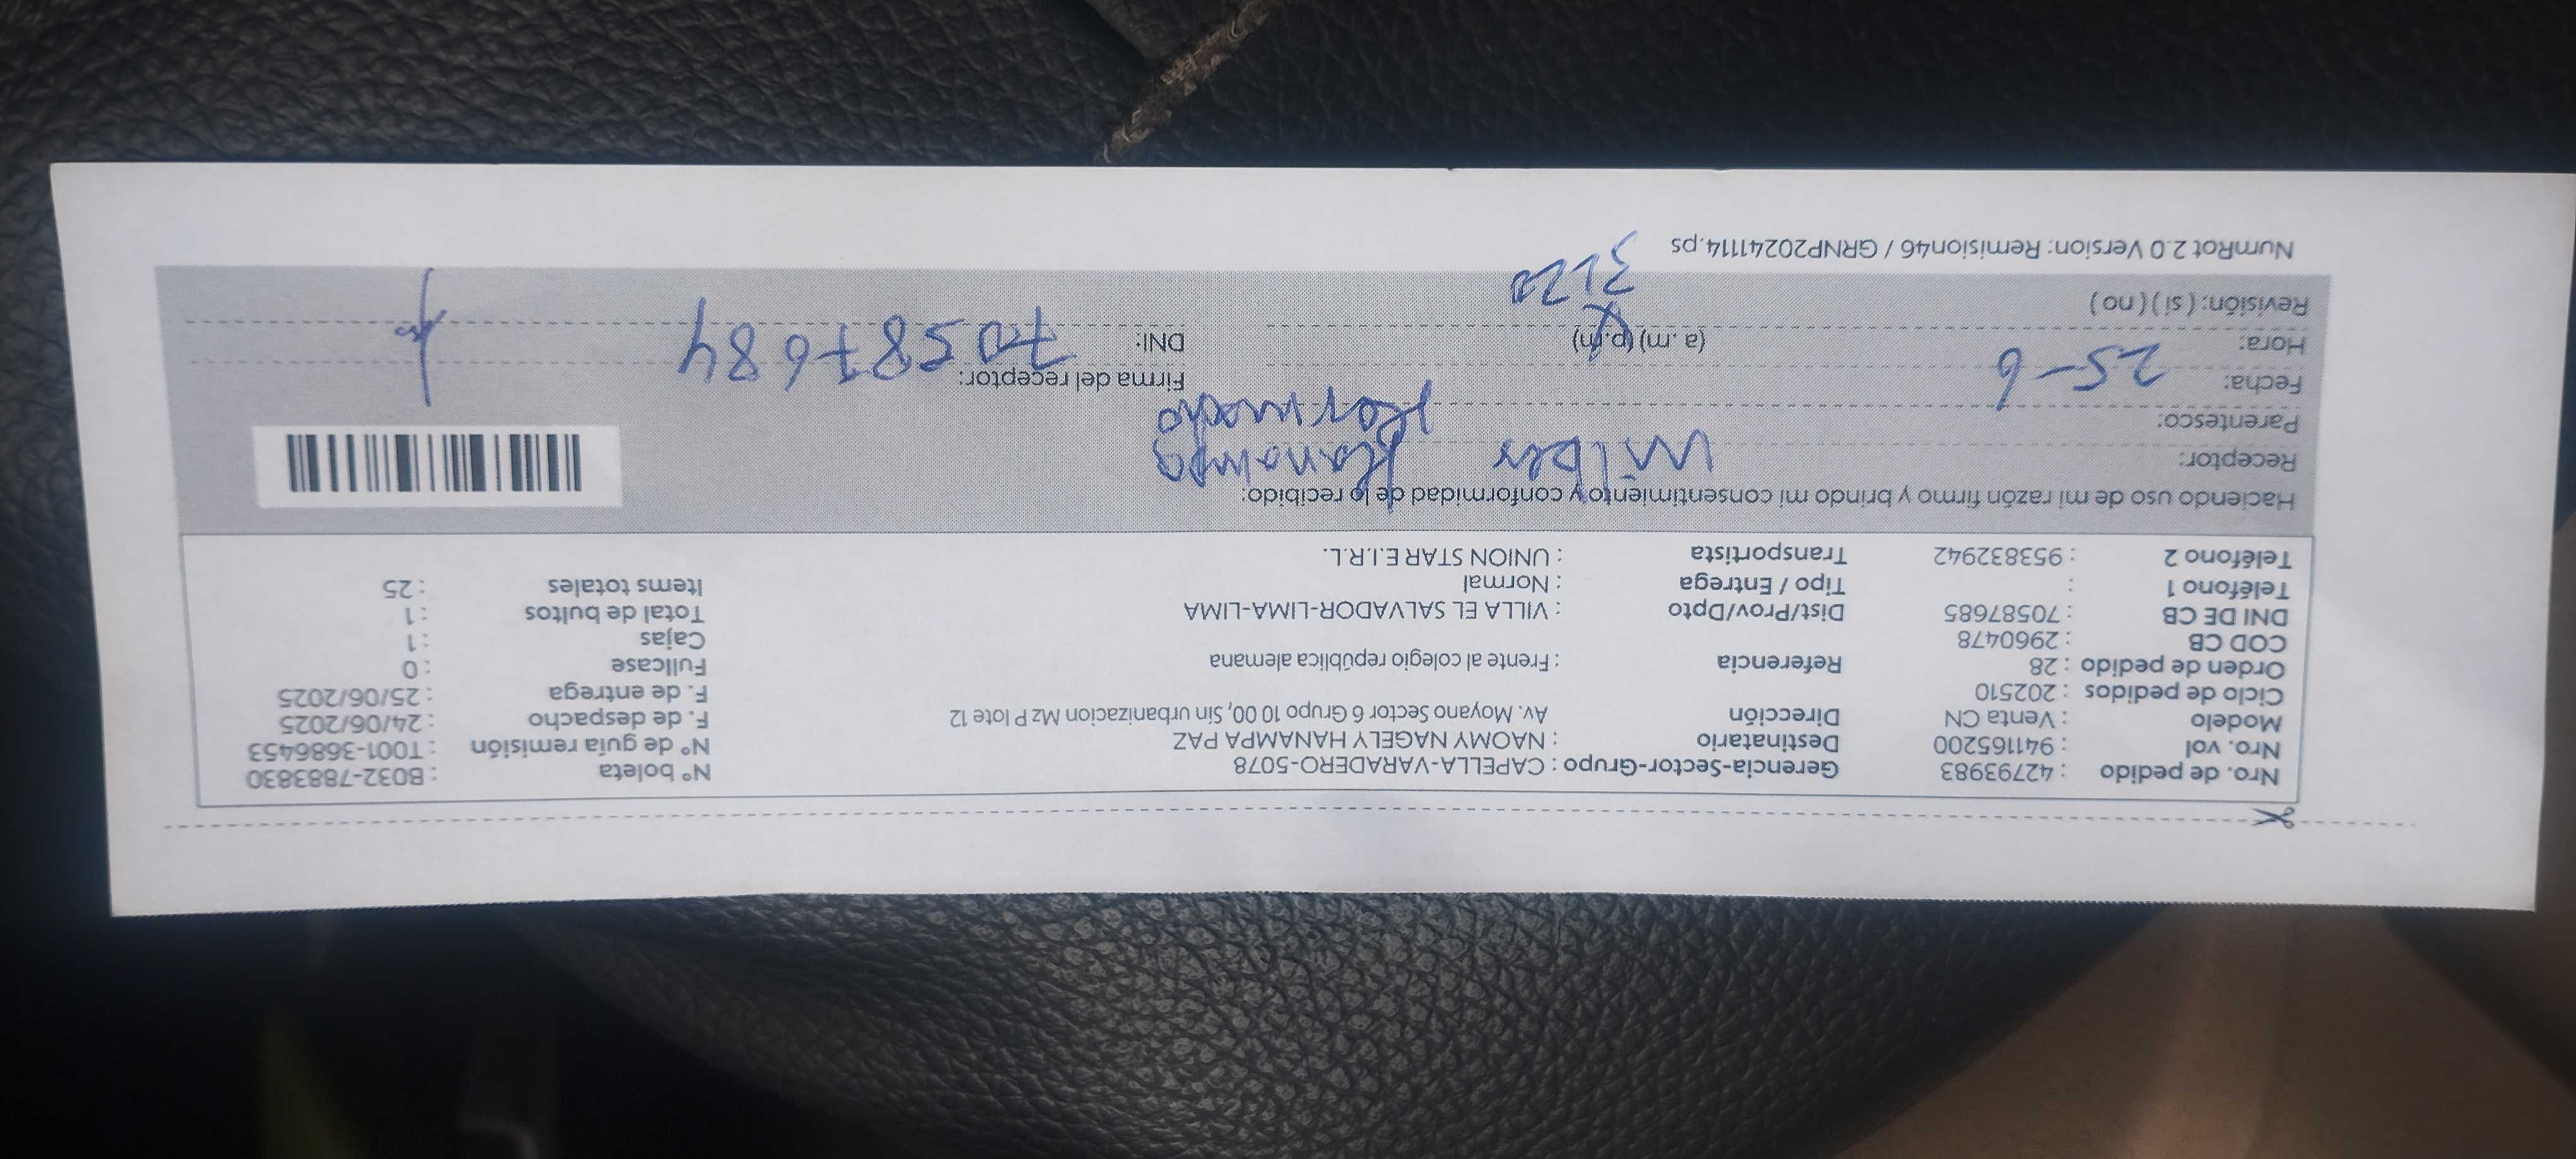 Nro. de pedido : 42793983 Gerencia-Sector-Grupo : CAPELLA-VARADERO-5078 N° boleta : B032-7883830
Nro. vol : 941165200 Destinatario : NAOMY NAGELY HANAMPA PAZ N° de guía remisión : T001-3686453
Modelo : Venta CN Dirección Av. Moyano Sector 6 Grupo 10 00, Sin urbanizacion Mz P lote 12 F. de despacho : 24/06/2025
Ciclo de pedidos : 202510 F. de entrega : 25/06/2025
Orden de pedido : 28 Referencia : Frente al colegio república alemana Fullcase : 0
COD CB : 2960478 Cajas : 1
DNI DE CB : 70587685 Dist/Prov/Dpto : VILLA EL SALVADOR-LIMA-LIMA Total de bultos : 1
Teléfono 1 : Tipo / Entrega : Normal Items totales : 25
Teléfono 2 : 953832942 Transportista : UNION STAR E.I.R.L.
Haciendo uso de mi razón firmo y brindo mi consentimiento y conformidad de lo recibido:
Receptor: Wilber Hanampa
Parentesco: Hermano
Fecha: 25-6 Firma del receptor:
Hora: (a. m) (p.m) DNI: 70587684
Revisión: ( si ) ( no )
NumRot 2.0 Version: Remision46 / GRNP20241114.ps